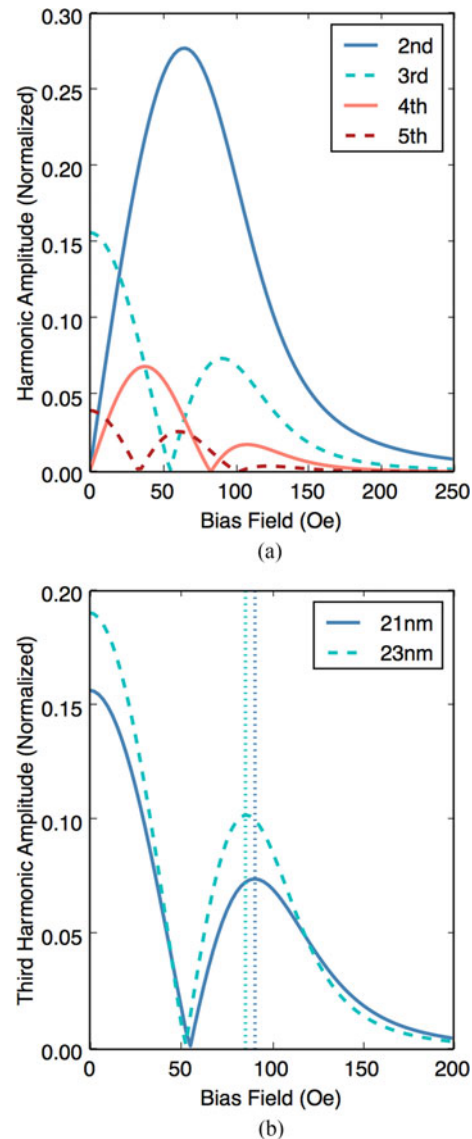 0.30
0.25
0.20
0.15
0.10
0.05
0.00
Harmonic Amplitude (Normalized)
2nd
3rd
4th
5th
0 50 100 150 200 250
Bias Field (Oe)
(a)
0.20
0.15
0.10
0.05
0.00
Third Harmonic Amplitude (Normalized)
21nm
23nm
0 50 100 150 200
Bias Field (Oe)
(b)